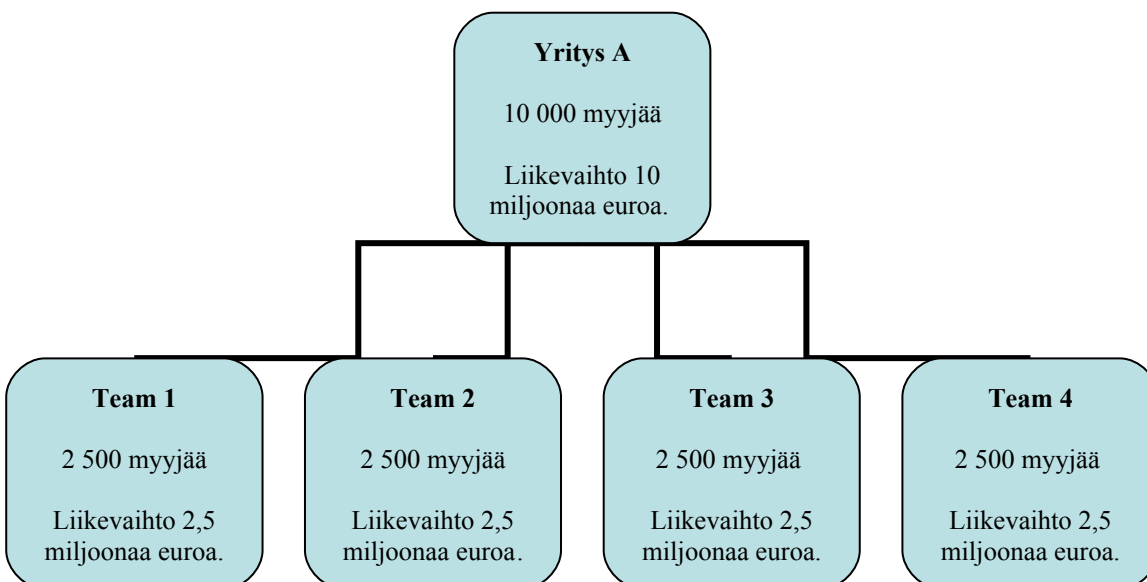 Yritys A
10 000 myyjää
Liikevaihto 10
miljoonaa euroa.
Team 1
2 500 myyjää
Liikevaihto 2,5
miljoonaa euroa.
Team 2
2 500 myyjää
Liikevaihto 2,5
miljoonaa euroa.
Team 3
2 500 myyjää
Liikevaihto 2,5
miljoonaa euroa.
Team 4
2 500 myyjää
Liikevaihto 2,5
miljoonaa euroa.